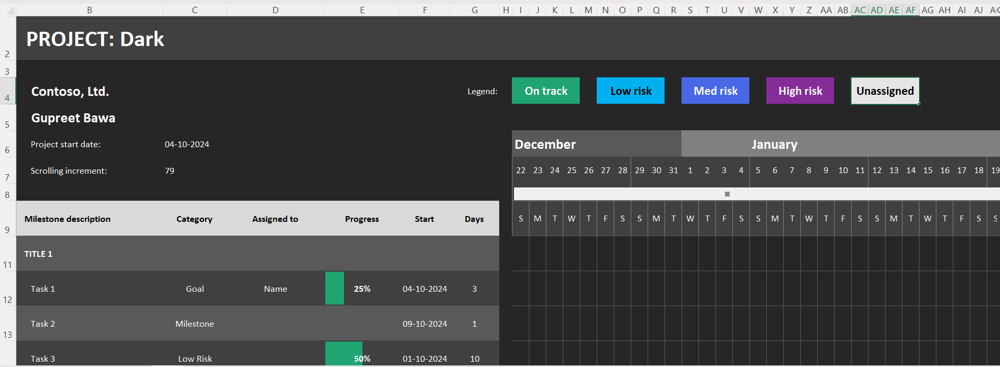 B C D E F G H I J K L M N O P Q R S T U V W X Y Z AA AB AC AD AE AF AG AH AI AJ AK
2 PROJECT: Dark
3
4 Contoso, Ltd. Legend: On track Low risk Med risk High risk Unassigned
5 Gupreet Bawa
6 Project start date: 04-10-2024 December January
7 Scrolling increment: 79 22 23 24 25 26 27 28 29 30 31 1 2 3 4 5 6 7 8 9 10 11 12 13 14 15 16 17 18 19
8
9 Milestone description Category Assigned to Progress Start Days S M T W T F S S M T W T F S S M T W T F S S M T W T F S S
11 TITLE 1
12 Task 1 Goal Name 25% 04-10-2024 3
13 Task 2 Milestone 09-10-2024 1
Task 3 Low Risk 50% 01-10-2024 10